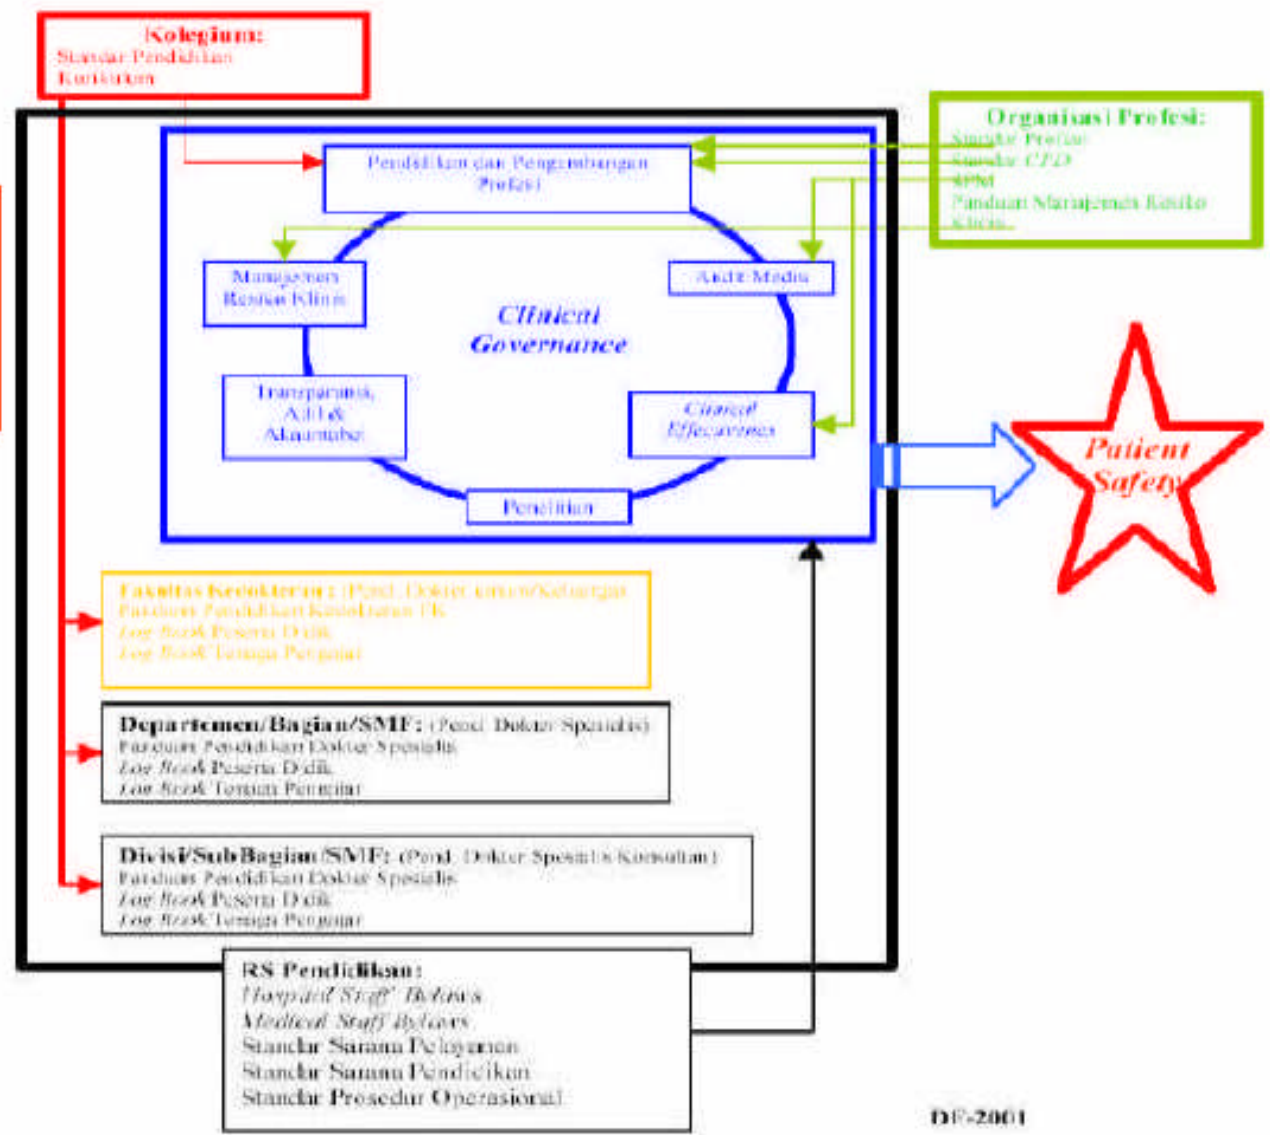 Kolegium:
Standar Pendidikan
Kurikulum
Organisasi Profesi:
Standar Profesi
Standar CPD
SPM
Panduan Manajemen Resiko
Klinis
Pendidikan dan Pengembangan
Profesi
Manajemen
Resiko Klinis
Audit Medis
Clinical
Governance
Transparansi,
Adil &
Akuntabel
Clinical
Effectiveness
Penelitian
Patient
Safety
Fakultas Kedokteran : (Pend. Dokter umum/Keluarga)
Panduan Pendidikan Kedokteran FK
Log Book Peserta Didik
Log Book Tenaga Pengajar
Departemen/Bagian/SMF: (Pend. Dokter Spesialis)
Panduan Pendidikan Dokter Spesialis
Log Book Peserta Didik
Log Book Tenaga Pengajar
Divisi/SubBagian/SMF: (Pend. Dokter Spesialis Konsultan)
Panduan Pendidikan Dokter Spesialis
Log Book Peserta Didik
Log Book Tenaga Pengajar
RS Pendidikan:
Hospital Staff Bylaws
Medical Staff Bylaws
Standar Sarana Pelayanan
Standar Sarana Pendidikan
Standar Prosedur Operasional
DF-2001